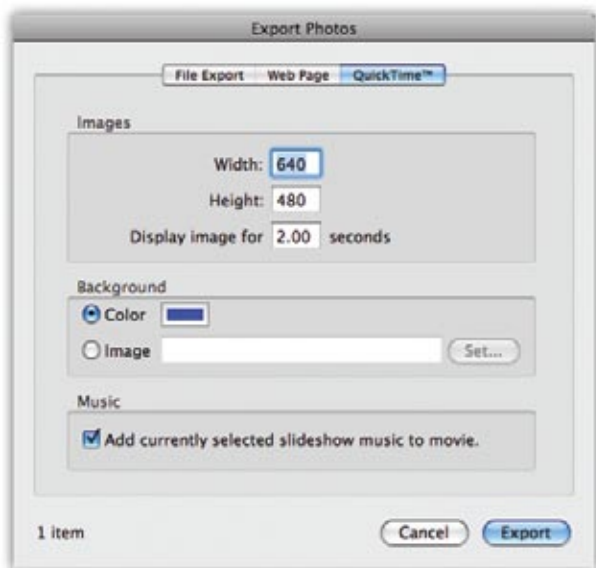 Export Photos
File Export Web Page QuickTime™
Images
Width: 640
Height: 480
Display image for 2.00 seconds
Background
Color
Image Set...
Music
Add currently selected slideshow music to movie.
1 item Cancel Export